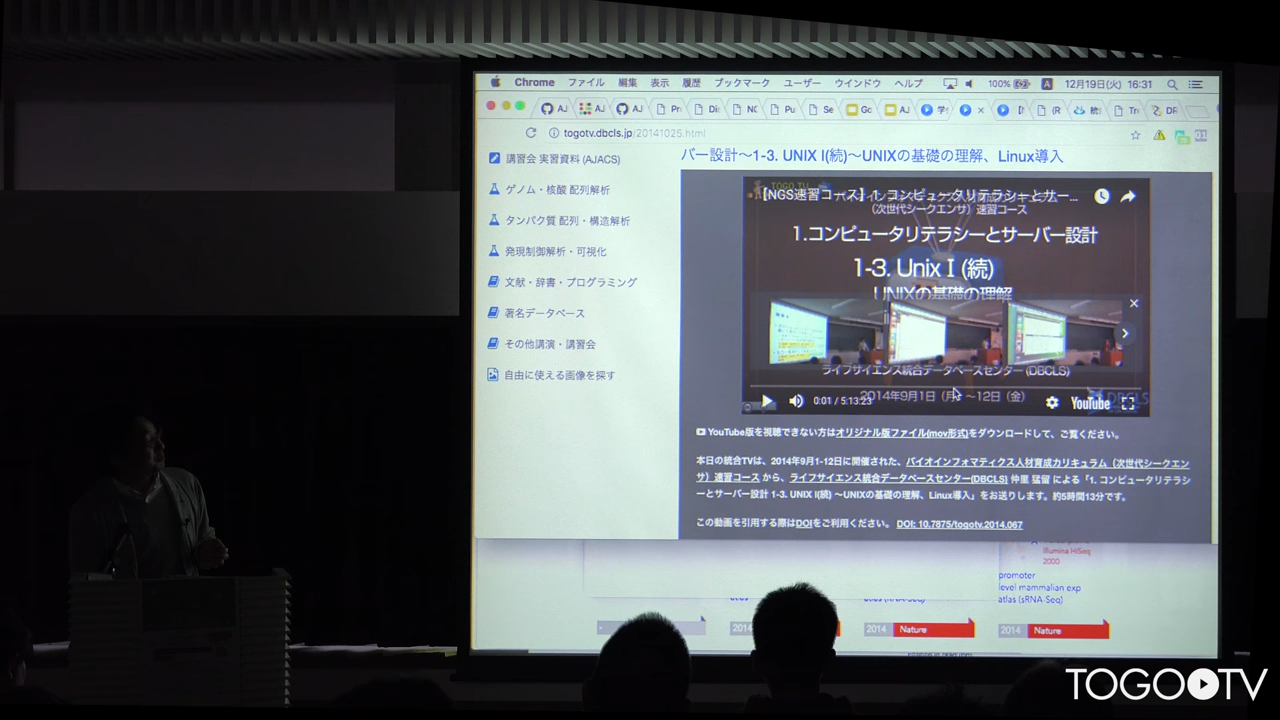 Chrome ファイル 編集 表示 履歴 ブックマーク ユーザー ウインドウ ヘルプ 100% A 12月19日(火) 16:31
AJ AJ AJ Pr Di NC Pu Se Gc AJ 学 (R 統 Tr DF
togotv.dbcls.jp/20141025.html
講習会 実習資料 (AJACS)
ゲノム・核酸 配列解析
タンパク質 配列・構造解析
発現制御解析・可視化
文献・辞書・プログラミング
著名データベース
その他講演・講習会
自由に使える画像を探す
バー設計～1-3. UNIX I(続)～UNIXの基礎の理解、Linux導入
【NGS速習コース】1. コンピュータリテラシーとサー...
（次世代シークエンサ）速習コース
1.コンピュータリテラシーとサーバー設計
1-3. Unix I (続)
UNIXの基礎の理解
ライフサイエンス統合データベースセンター (DBCLS)
2014年9月1日（月）～12日（金）
0:01 / 5:13:23
YouTube
YouTube版を視聴できない方はオリジナル版ファイル(mov形式)をダウンロードして、ご覧ください。
本日の統合TVは、2014年9月1-12日に開催された、バイオインフォマティクス人材育成カリキュラム（次世代シークエン
サ）速習コース から、ライフサイエンス統合データベースセンター(DBCLS) 仲里 猛留 による「1. コンピュータリテラシ
ーとサーバー設計 1-3. UNIX I(続) ～UNIXの基礎の理解、Linux導入」をお送りします。約5時間13分です。
この動画を引用する際はDOIをご利用ください。 DOI: 10.7875/togotv.2014.067
Illumina HiSeq
2000
promoter
level mammalian exp
atlas (sRNA-Seq)
2014
2014 Nature
2014 Nature
TOGO TV